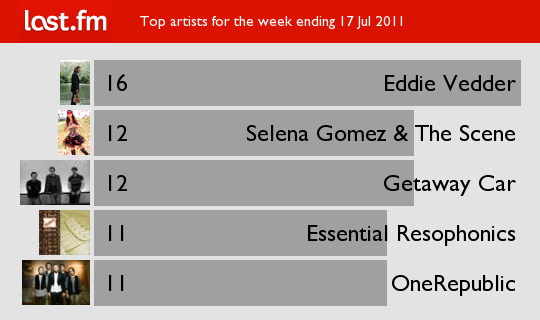 last.fm Top artists for the week ending 17 Jul 2011
16 Eddie Vedder
12 Selena Gomez & The Scene
12 Getaway Car
11 Essential Resophonics
11 OneRepublic